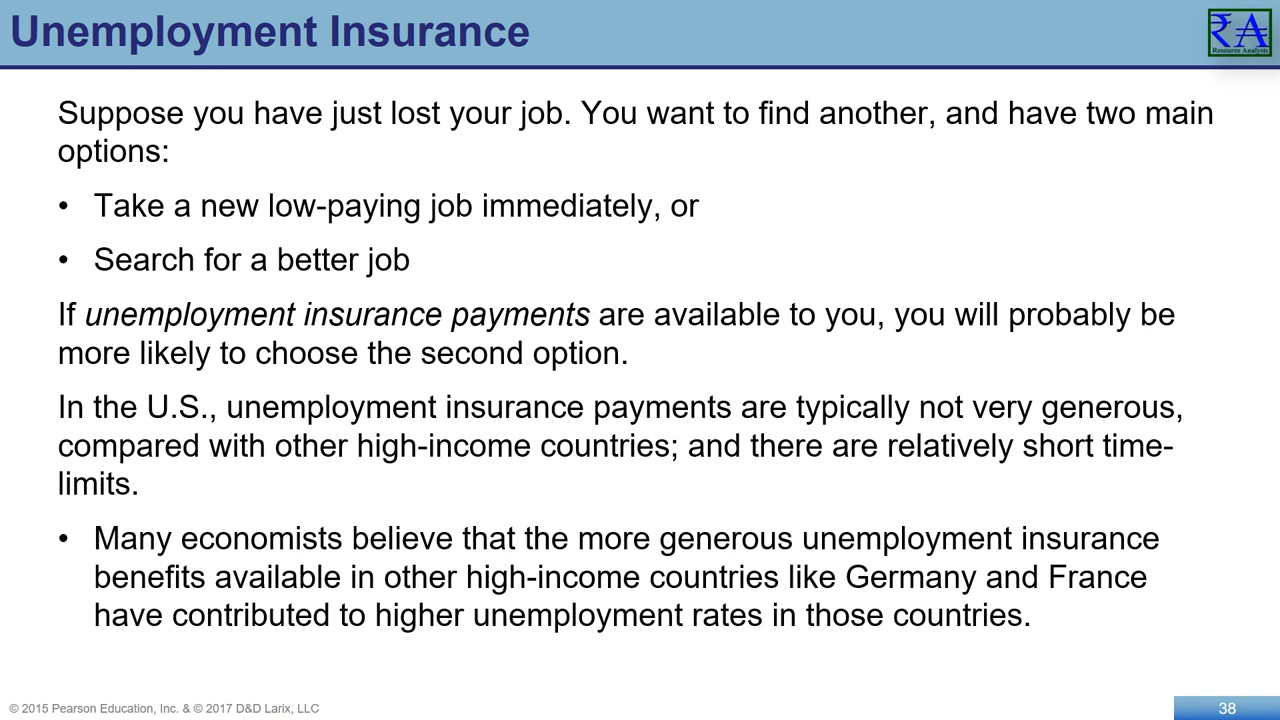 Unemployment Insurance
₹A
Resource Analysis
Suppose you have just lost your job. You want to find another, and have two main
options:
• Take a new low-paying job immediately, or
• Search for a better job
If unemployment insurance payments are available to you, you will probably be
more likely to choose the second option.
In the U.S., unemployment insurance payments are typically not very generous,
compared with other high-income countries; and there are relatively short time-
limits.
• Many economists believe that the more generous unemployment insurance
benefits available in other high-income countries like Germany and France
have contributed to higher unemployment rates in those countries.
© 2015 Pearson Education, Inc. & © 2017 D&D Larix, LLC
38